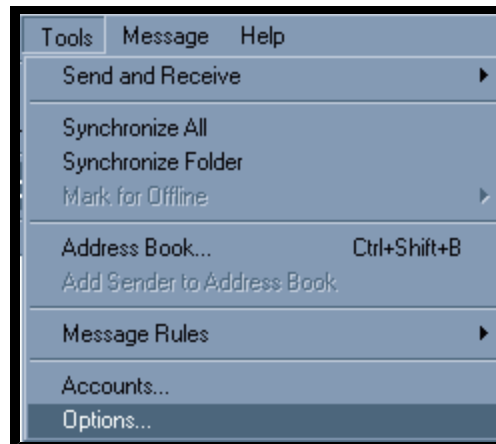 Tools Message Help
Send and Receive
Synchronize All
Synchronize Folder
Mark for Offline
Address Book... Ctrl+Shift+B
Add Sender to Address Book
Message Rules
Accounts...
Options...